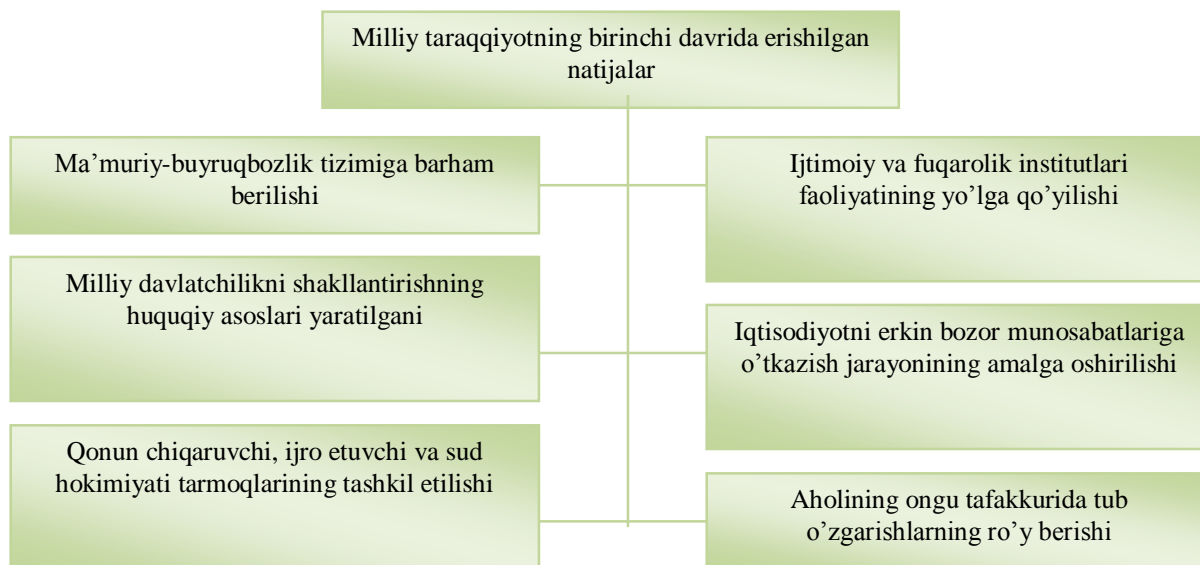 Milliy taraqqiyotning birinchi davrida erishilgan
natijalar
Ma’muriy-buyruqbozlik tizimiga barham
berilishi
Ijtimoiy va fuqarolik institutlari
faoliyatining yo’lga qo’yilishi
Milliy davlatchilikni shakllantirishning
huquqiy asoslari yaratilgani
Iqtisodiyotni erkin bozor munosabatlariga
o’tkazish jarayonining amalga oshirilishi
Qonun chiqaruvchi, ijro etuvchi va sud
hokimiyati tarmoqlarining tashkil etilishi
Aholining ongu tafakkurida tub
o’zgarishlarning ro’y berishi